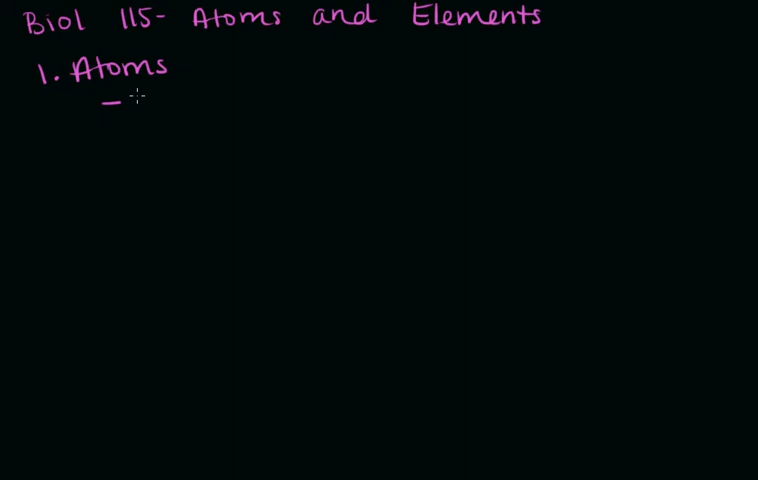 Biol 115- Atoms and Elements
1. Atoms
-